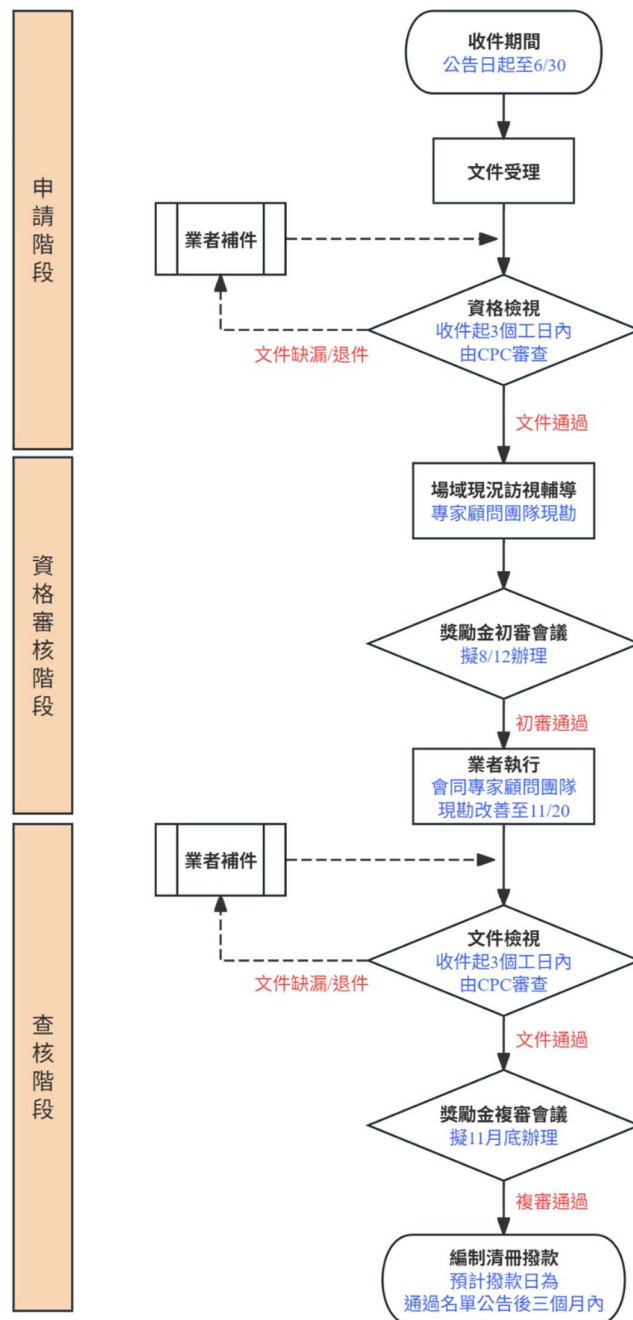 申請階段
收件期間
公告日起至6/30
文件受理
業者補件
資格檢視
收件起3個工日內
由CPC審查
文件缺漏/退件
文件通過
資格審核階段
場域現況訪視輔導
專家顧問團隊現勘
獎勵金初審會議
擬8/12辦理
初審通過
業者執行
會同專家顧問團隊
現勘改善至11/20
查核階段
業者補件
文件檢視
收件起3個工日內
由CPC審查
文件缺漏/退件
文件通過
獎勵金複審會議
擬11月底辦理
複審通過
編制清冊撥款
預計撥款日為
通過名單公告後三個月內